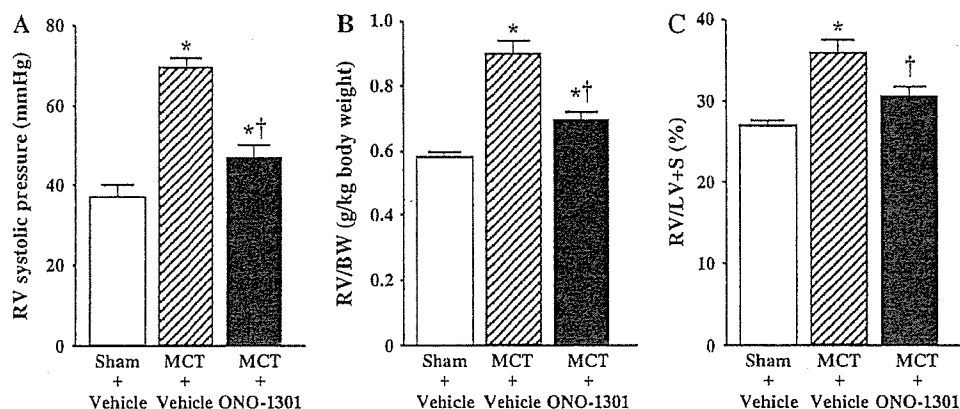 A
RV systolic pressure (mmHg)
80
60
40
20
0
*
*†
Sham MCT MCT
+ + +
Vehicle Vehicle ONO-1301
B
RV/BW (g/kg body weight)
1.0
0.8
0.6
0.4
0.2
0
*
*†
Sham MCT MCT
+ + +
Vehicle Vehicle ONO-1301
C
RV/LV+S (%)
40
30
20
10
0
*
†
Sham MCT MCT
+ + +
Vehicle Vehicle ONO-1301